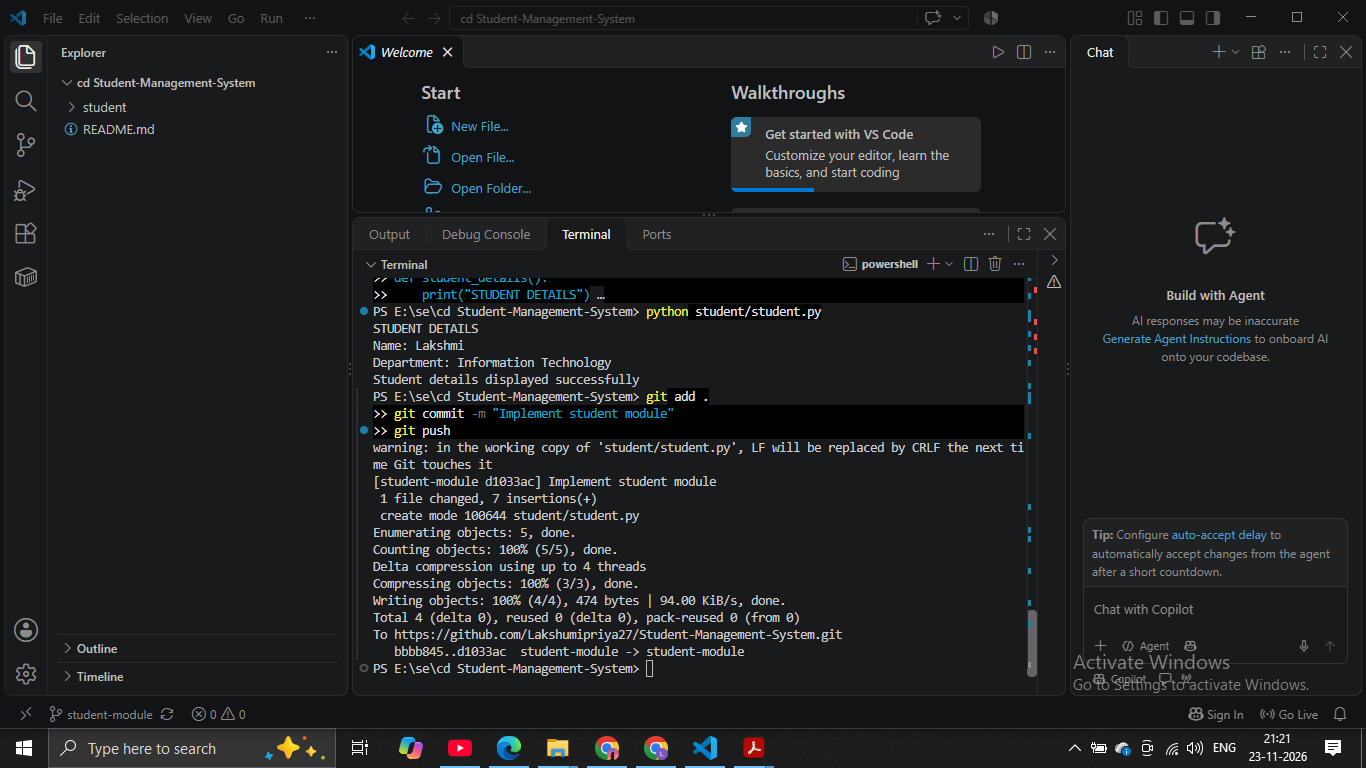 File Edit Selection View Go Run ···
cd Student-Management-System
Explorer
cd Student-Management-System
student
README.md
Outline
Timeline
Welcome
Start
New File...
Open File...
Open Folder...
Walkthroughs
Get started with VS Code
Customize your editor, learn the
basics, and start coding
Output Debug Console Terminal Ports
Terminal
powershell
>> def student_details():
>>     print("STUDENT DETAILS") …
PS E:\se\cd Student-Management-System> python student/student.py
STUDENT DETAILS
Name: Lakshmi
Department: Information Technology
Student details displayed successfully
PS E:\se\cd Student-Management-System> git add .
>> git commit -m "Implement student module"
>> git push
warning: in the working copy of 'student/student.py', LF will be replaced by CRLF the next ti
me Git touches it
[student-module d1033ac] Implement student module
 1 file changed, 7 insertions(+)
 create mode 100644 student/student.py
Enumerating objects: 5, done.
Counting objects: 100% (5/5), done.
Delta compression using up to 4 threads
Compressing objects: 100% (3/3), done.
Writing objects: 100% (4/4), 474 bytes | 94.00 KiB/s, done.
Total 4 (delta 0), reused 0 (delta 0), pack-reused 0 (from 0)
To https://github.com/Lakshumipriya27/Student-Management-System.git
   bbbb845..d1033ac  student-module -> student-module
PS E:\se\cd Student-Management-System>
Chat
Build with Agent
AI responses may be inaccurate
Generate Agent Instructions to onboard AI
onto your codebase.
Tip: Configure auto-accept delay to
automatically accept changes from the agent
after a short countdown.
Chat with Copilot
Agent
Copilot
Activate Windows
Go to Settings to activate Windows.
student-module 0 0
Sign In Go Live
Type here to search
ENG
21:21
23-11-2026